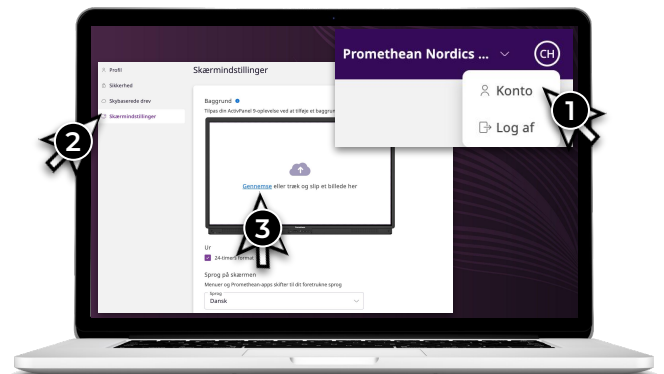 Promethean Nordics ...
CH
Konto
Log af
1
Profil
Sikkerhed
Skybaserede drev
Skærmindstillinger
2
Skærmindstillinger
Baggrund
Tilpas din ActivPanel 9-oplevelse ved at tilføje et baggrun
Gennemse eller træk og slip et billede her
3
Ur
24-timers format
Sprog på skærmen
Menuer og Promethean-apps skifter til dit foretrukne sprog
Sprog
Dansk